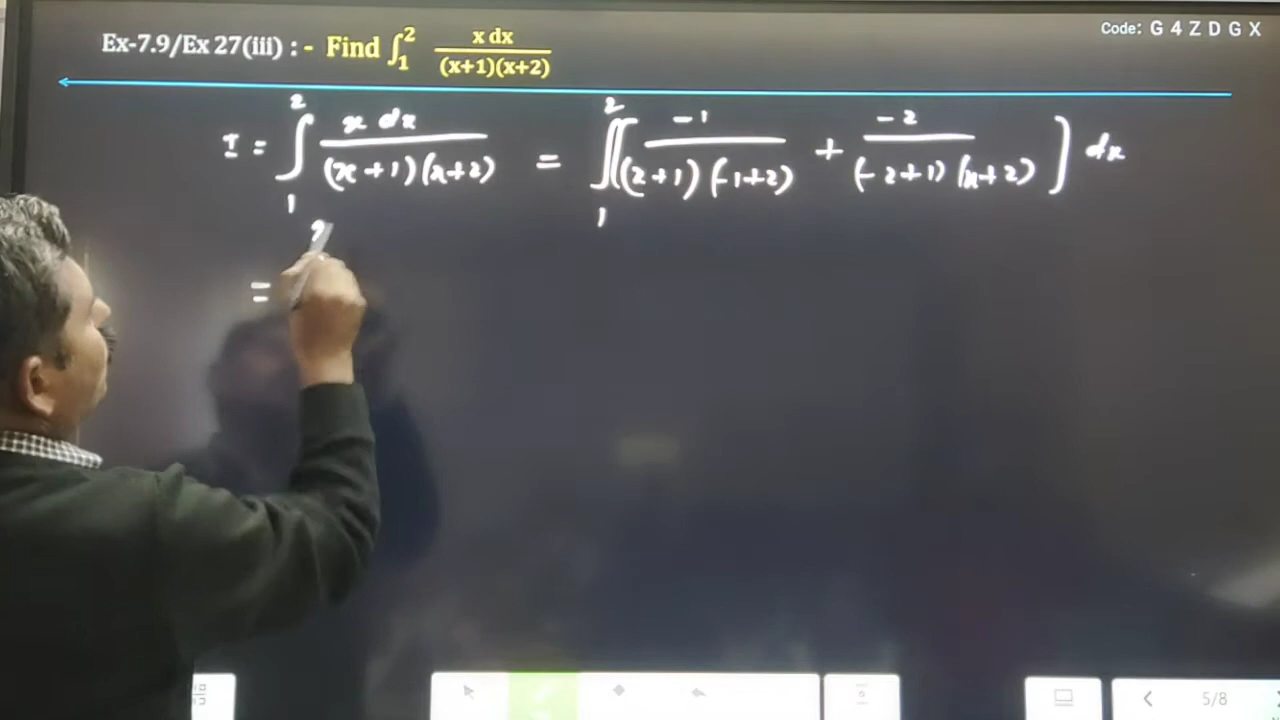 Code: G 4 Z D G X
Ex-7.9/Ex 27(iii) : - Find ∫₁² x dx / (x+1)(x+2)
I = ∫₁² x dx / (x+1)(x+2) = ∫₁² [ -1 / (x+1)(-1+2) + -2 / (-2+1)(x+2) ] dx
=
5/8